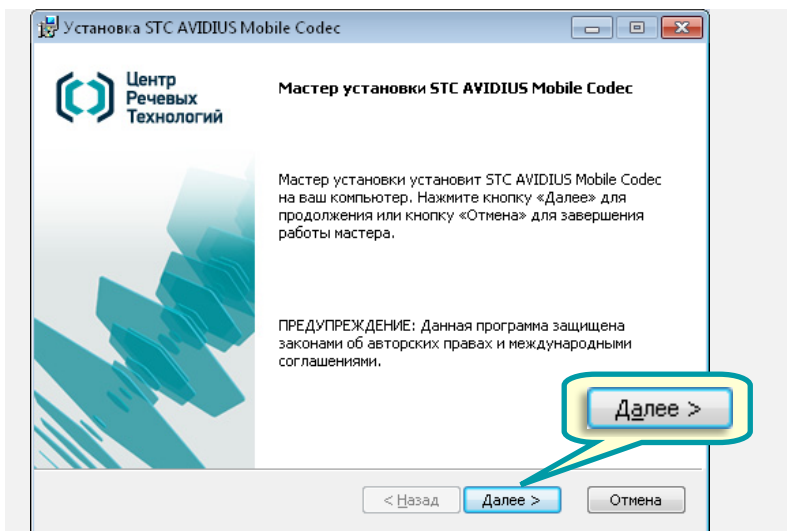 Установка STC AVIDIUS Mobile Codec
Центр
Речевых
Технологий
Мастер установки STC AVIDIUS Mobile Codec
Мастер установки установит STC AVIDIUS Mobile Codec
на ваш компьютер. Нажмите кнопку «Далее» для
продолжения или кнопку «Отмена» для завершения
работы мастера.
ПРЕДУПРЕЖДЕНИЕ: Данная программа защищена
законами об авторских правах и международными
соглашениями.
Далее >
< Назад
Далее >
Отмена